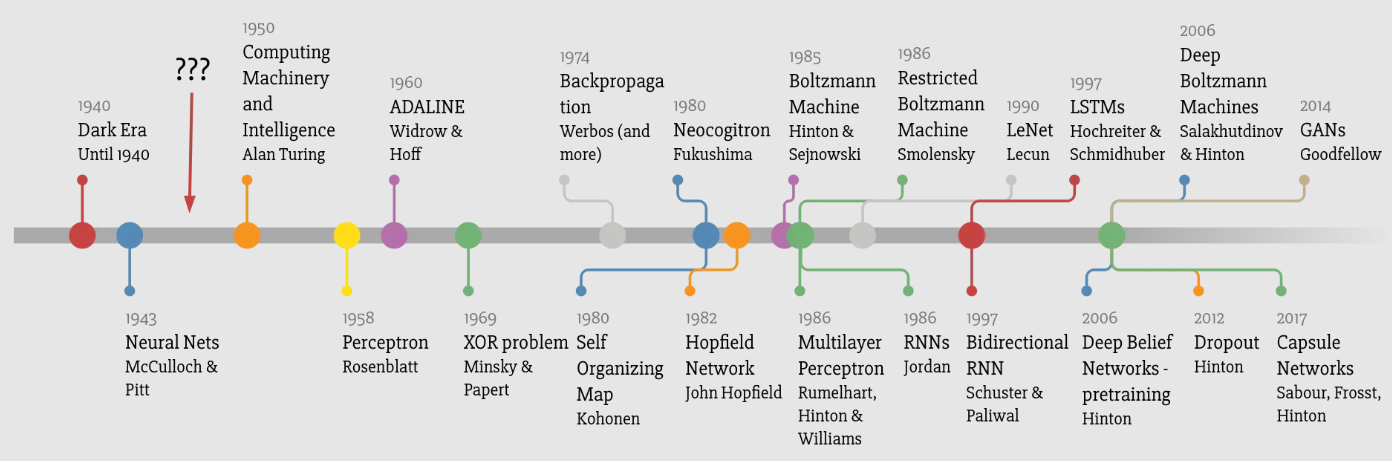 ???
1940
Dark Era
Until 1940
1950
Computing
Machinery
and
Intelligence
Alan Turing
1960
ADALINE
Widrow &
Hoff
1974
Backpropaga
tion
Werbos (and
more)
1980
Neocogitron
Fukushima
1985
Boltzmann
Machine
Hinton &
Sejnowski
1986
Restricted
Boltzmann
Machine
Smolensky
1990
LeNet
Lecun
1997
LSTMs
Hochreiter &
Schmidhuber
2006
Deep
Boltzmann
Machines
Salakhutdinov
& Hinton
2014
GANs
Goodfellow
1943
Neural Nets
McCulloch &
Pitt
1958
Perceptron
Rosenblatt
1969
XOR problem
Minsky &
Papert
1980
Self
Organizing
Map
Kohonen
1982
Hopfield
Network
John Hopfield
1986
Multilayer
Perceptron
Rumelhart,
Hinton &
Williams
1986
RNNs
Jordan
1997
Bidirectional
RNN
Schuster &
Paliwal
2006
Deep Belief
Networks -
pretraining
Hinton
2012
Dropout
Hinton
2017
Capsule
Networks
Sabour, Frosst,
Hinton